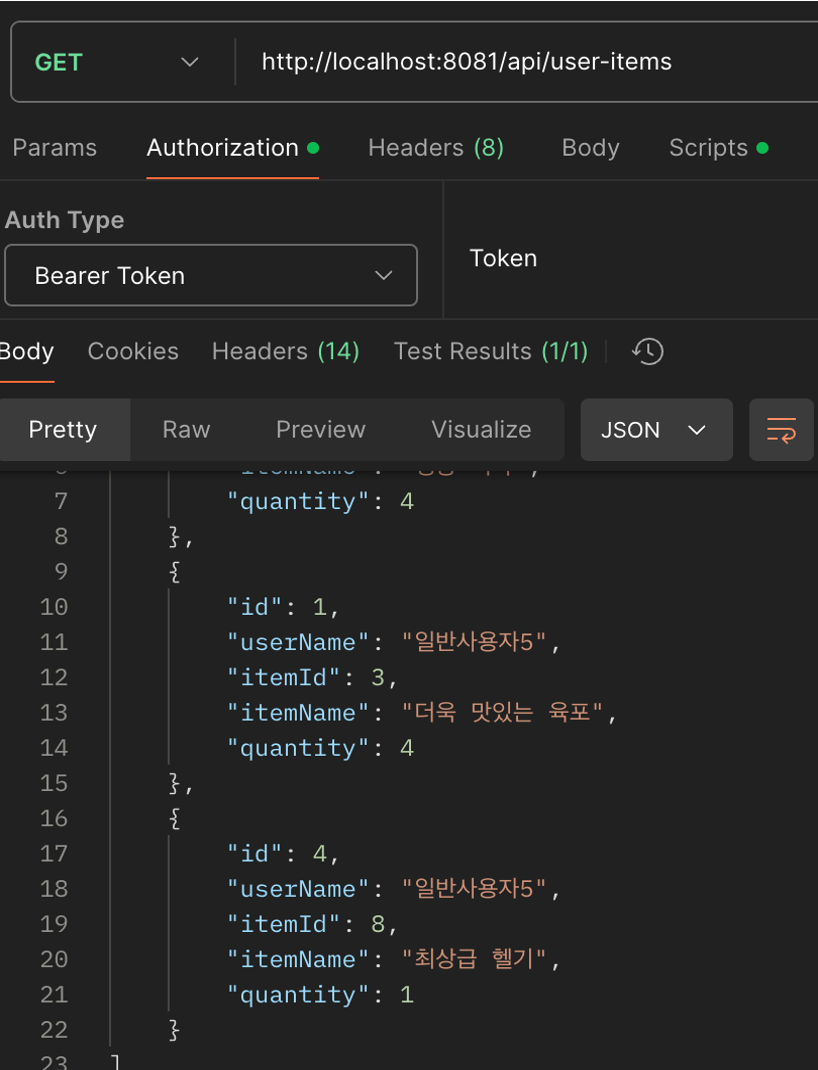 GET http://localhost:8081/api/user-items
Params Authorization Headers (8) Body Scripts
Auth Type
Bearer Token
Token
Body Cookies Headers (14) Test Results (1/1)
Pretty Raw Preview Visualize JSON
7 "quantity": 4
8 },
9 {
10 "id": 1,
11 "userName": "일반사용자5",
12 "itemId": 3,
13 "itemName": "더욱 맛있는 육포",
14 "quantity": 4
15 },
16 {
17 "id": 4,
18 "userName": "일반사용자5",
19 "itemId": 8,
20 "itemName": "최상급 헬기",
21 "quantity": 1
22 }
23 ]